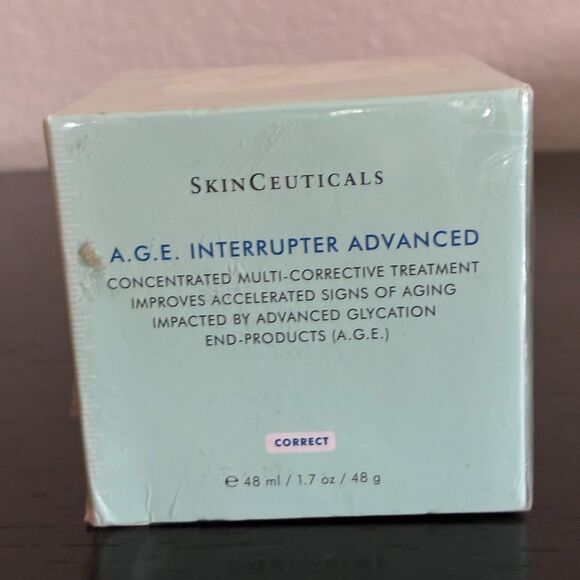 SKINCEUTICALS
A.G.E. INTERRUPTER ADVANCED
CONCENTRATED MULTI-CORRECTIVE TREATMENT
IMPROVES ACCELERATED SIGNS OF AGING
IMPACTED BY ADVANCED GLYCATION
END-PRODUCTS (A.G.E.)
CORRECT
℮ 48 ml / 1.7 oz / 48 g